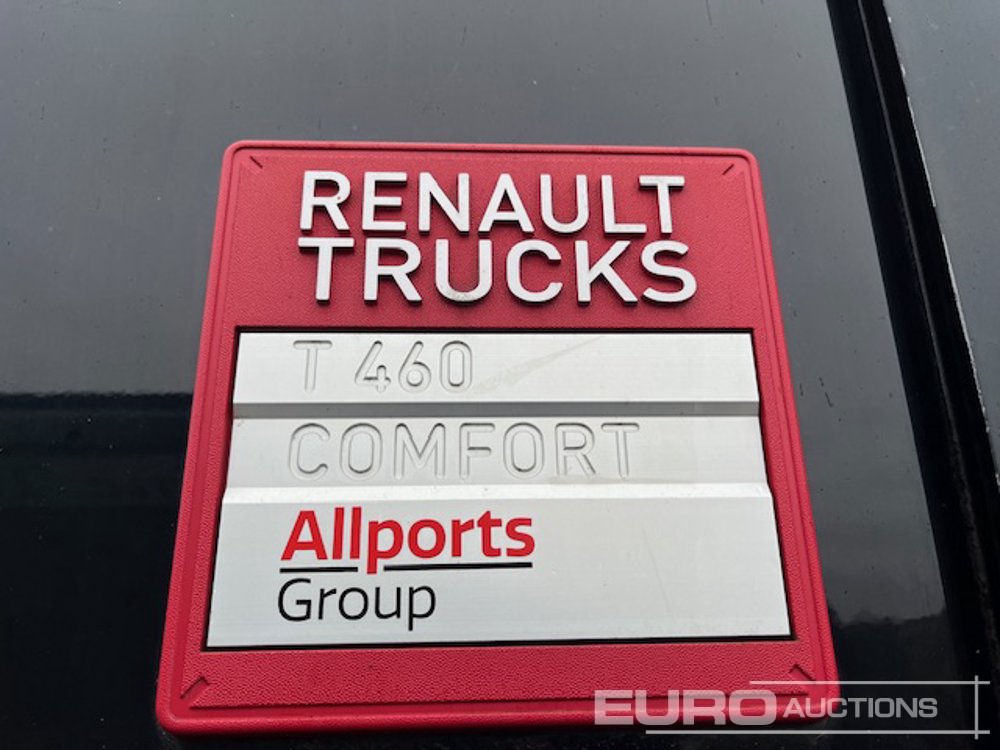 RENAULT
TRUCKS
T 460
COMFORT
Allports
Group
EURO AUCTIONS